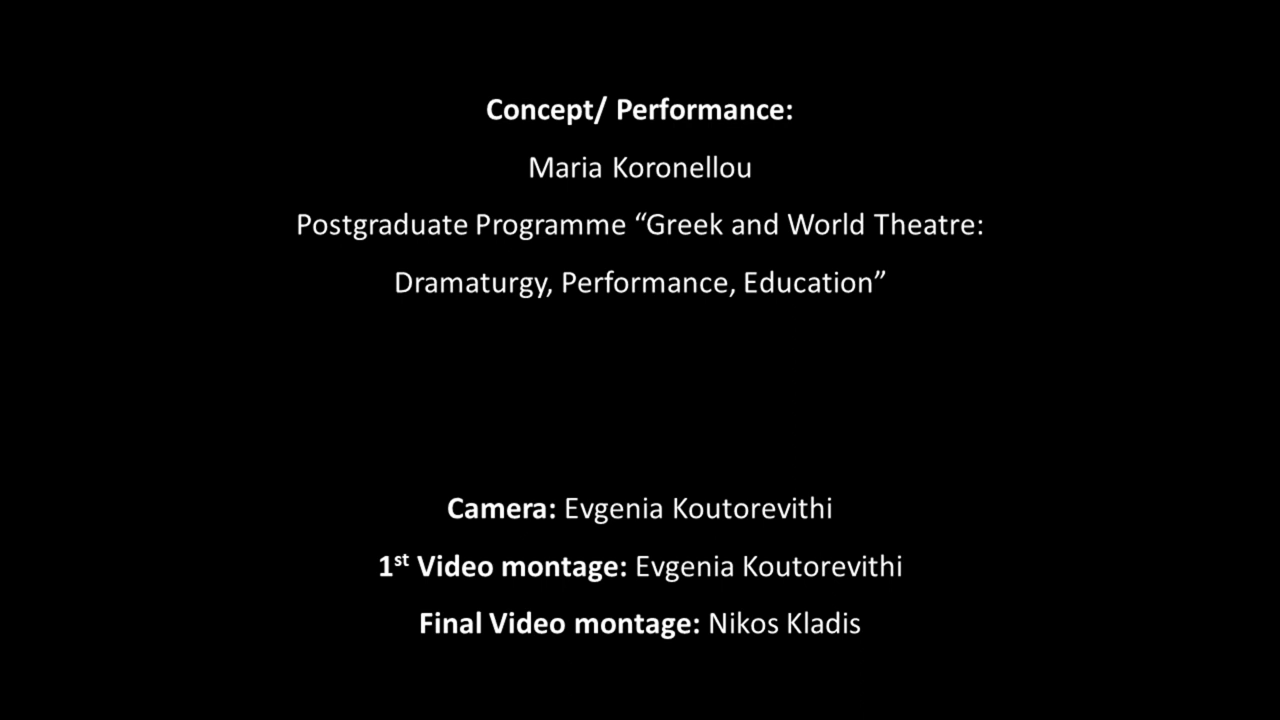 Concept/ Performance:
Maria Koronellou
Postgraduate Programme “Greek and World Theatre:
Dramaturgy, Performance, Education”
Camera: Evgenia Koutorevithi
1st Video montage: Evgenia Koutorevithi
Final Video montage: Nikos Kladis